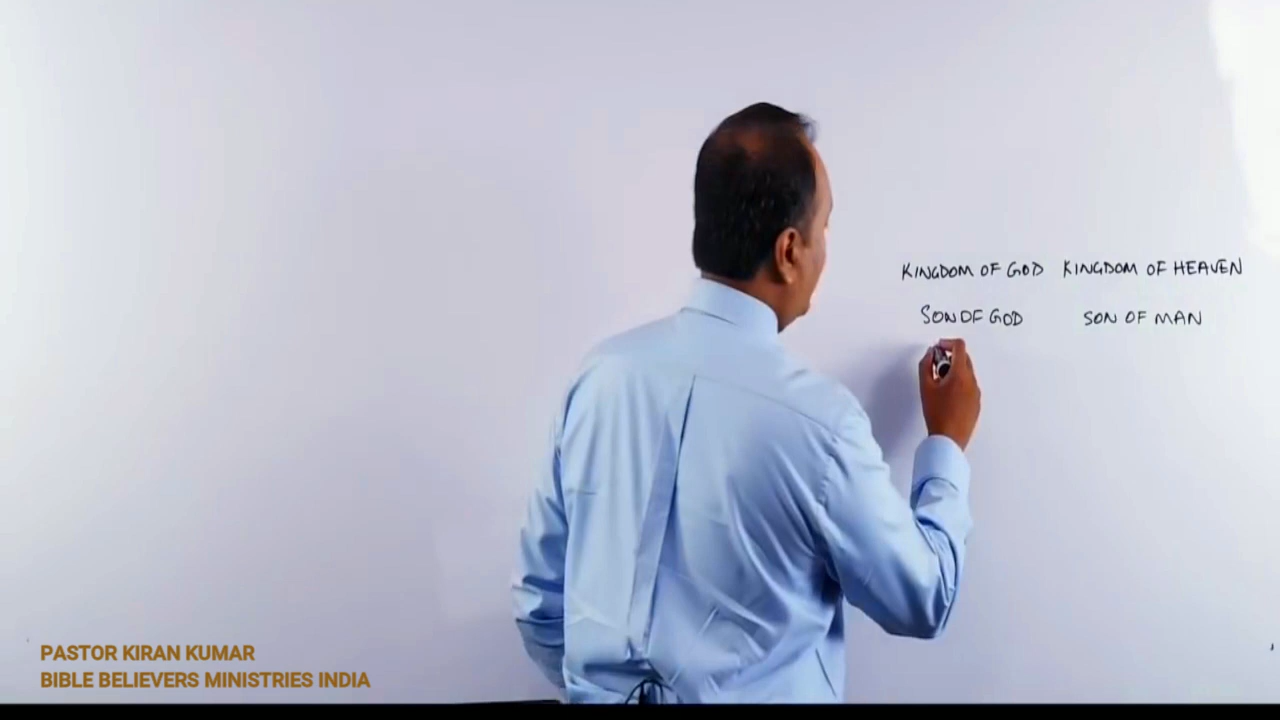 KINGDOM OF GOD KINGDOM OF HEAVEN
SON OF GOD SON OF MAN
PASTOR KIRAN KUMAR
BIBLE BELIEVERS MINISTRIES INDIA